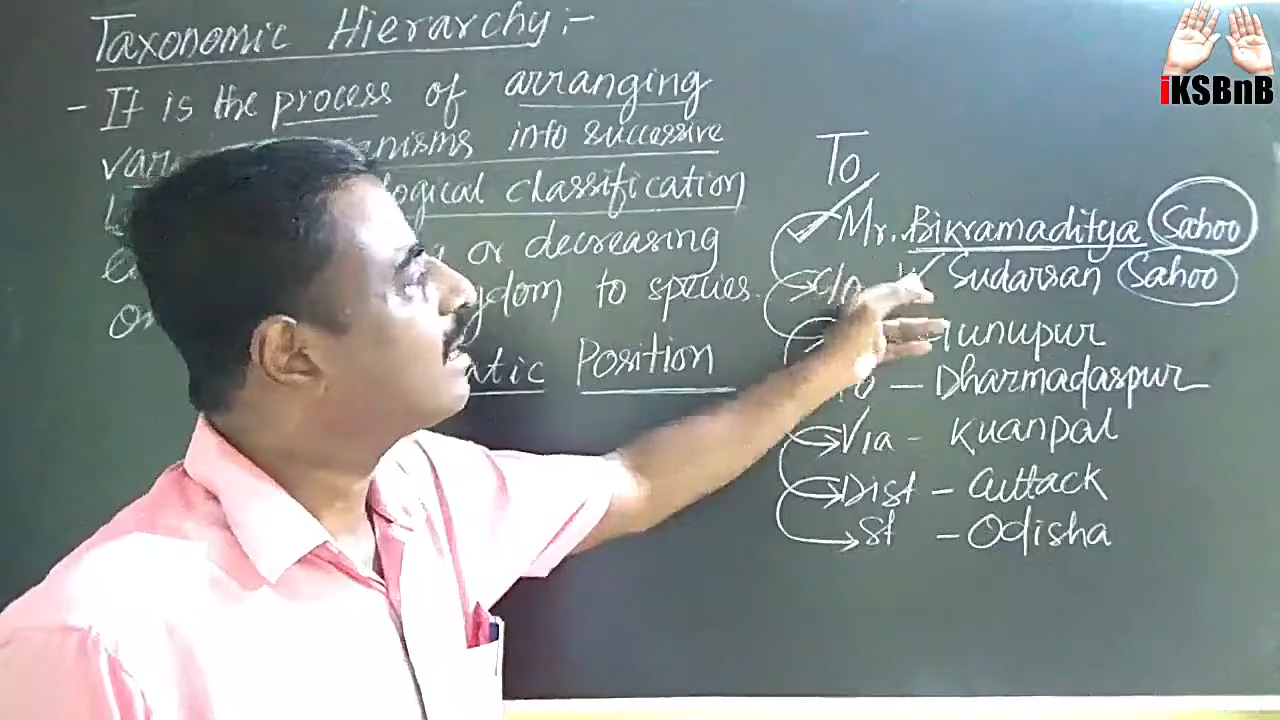 Taxonomic Hierarchy :-
- It is the process of arranging
into successive
classification
or decreasing
to species.
Position
To
Mr. Bikramaditya Sahoo
Sudarsan Sahoo
- Dharmadaspur
Via - Kuanpal
Dist - Cuttack
St - Odisha
iKSBnB